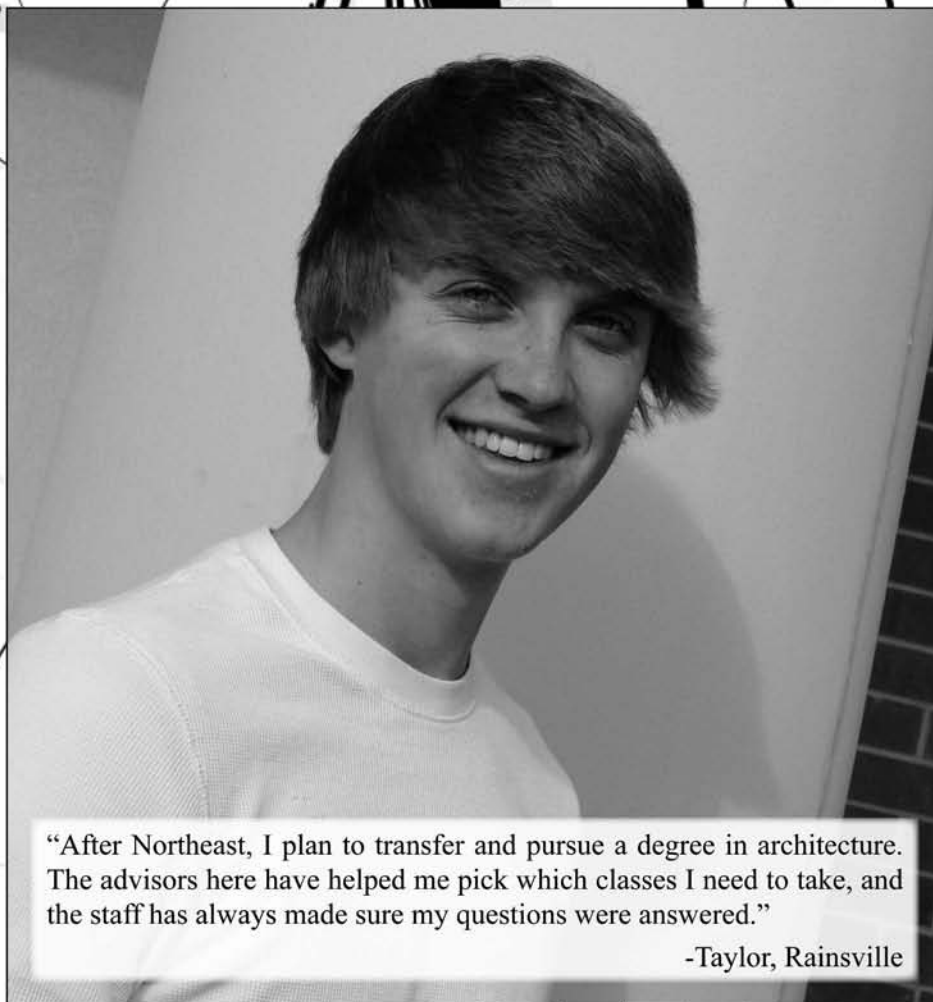 “After Northeast, I plan to transfer and pursue a degree in architecture.
The advisors here have helped me pick which classes I need to take, and
the staff has always made sure my questions were answered.”
-Taylor, Rainsville